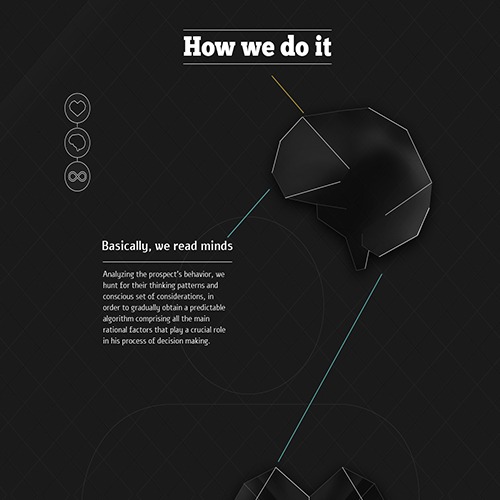 How we do it
Basically, we read minds
Analyzing the prospect's behavior, we
hunt for their thinking patterns and
conscious set of considerations, in
order to gradually obtain a predictable
algorithm comprising all the main
rational factors that play a crucial role
in his process of decision making.